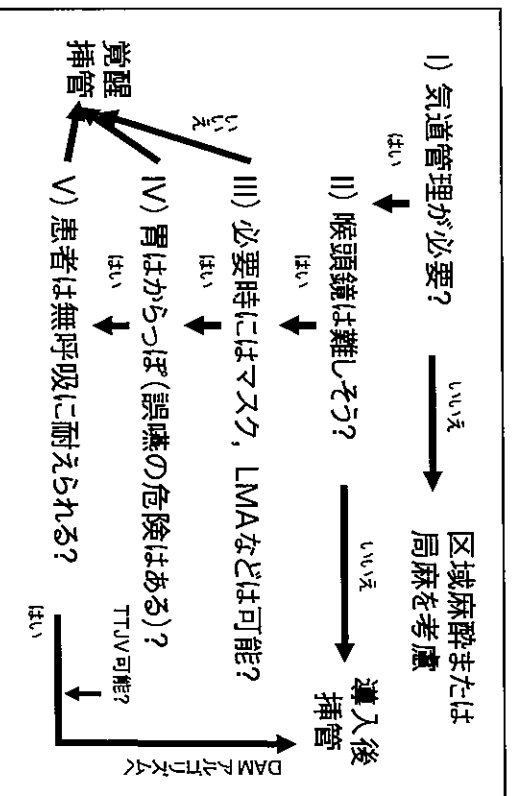 I) 気道管理が必要?
いいえ
区域麻酔または
局麻を考慮
はい
II) 喉頭鏡は難しそう?
いいえ
導入後
挿管
はい
III) 必要時にはマスク, LMAなどは可能?
いいえ
はい
IV) 胃はからっぽ(誤嚥の危険はある)?
はい
V) 患者は無呼吸に耐えられる?
覚醒
挿管
TTJV可能?
はい
DAMアルゴリズムへ